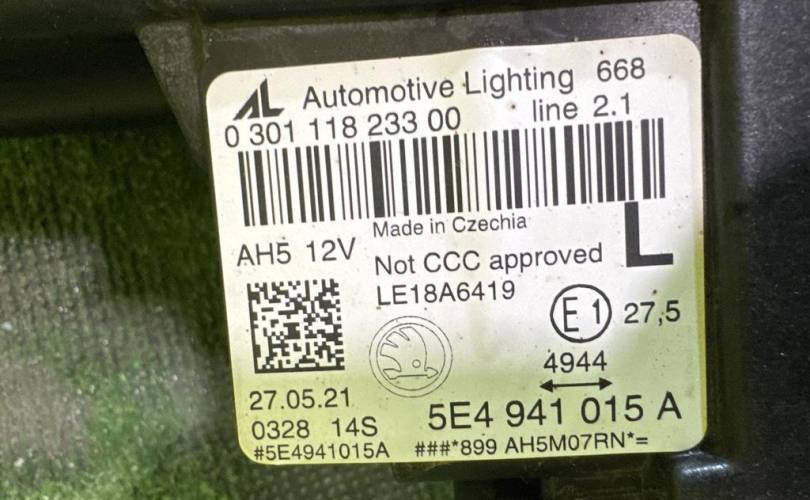 AL Automotive Lighting 668
0 301 118 233 00 line 2.1
Made in Czechia
AH5 12V Not CCC approved L
LE18A6419
E1 27,5
4944
27.05.21
0328 14S 5E4 941 015 A
#5E4941015A ###*899 AH5M07RN*=